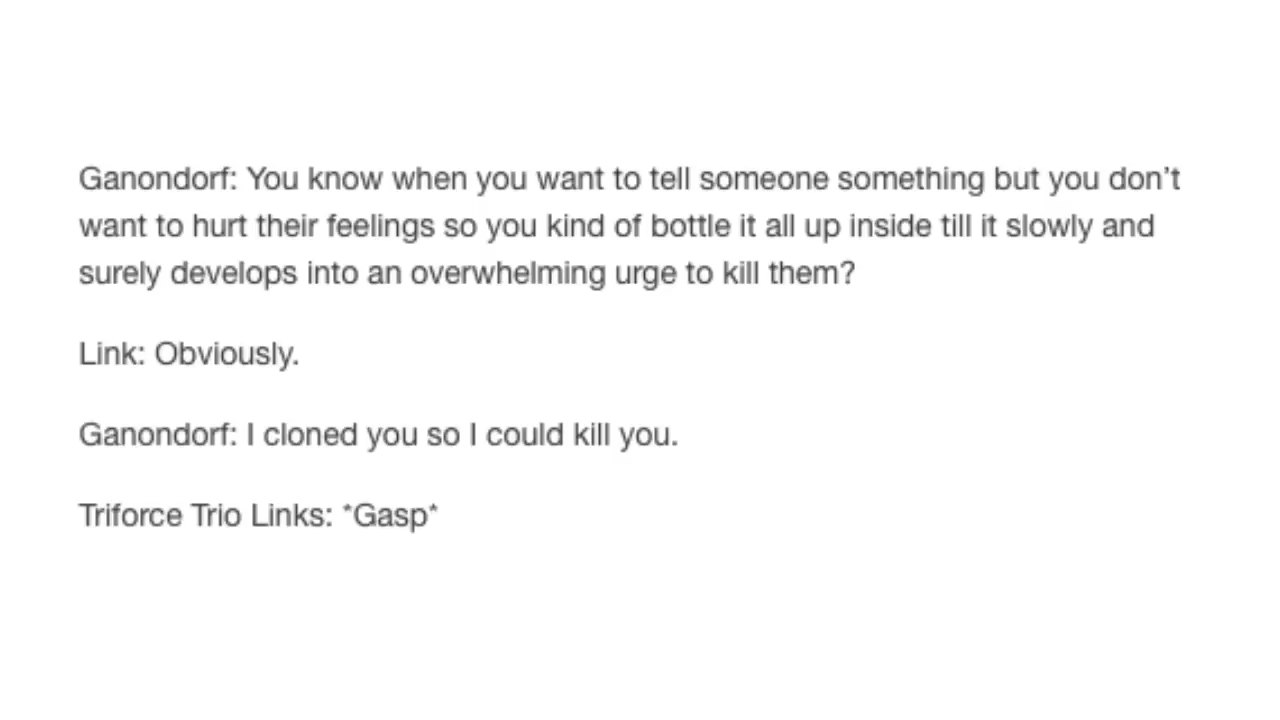 Ganondorf: You know when you want to tell someone something but you don’t
want to hurt their feelings so you kind of bottle it all up inside till it slowly and
surely develops into an overwhelming urge to kill them?
Link: Obviously.
Ganondorf: I cloned you so I could kill you.
Triforce Trio Links: *Gasp*